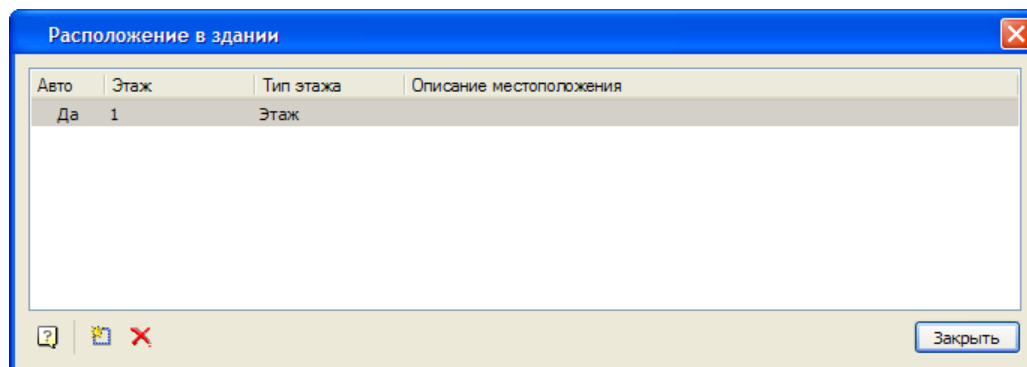 Расположение в здании
Авто Этаж Тип этажа Описание местоположения
Да 1 Этаж
Закрыть